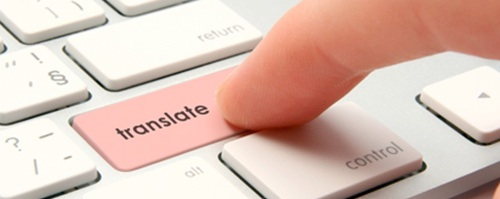 return
" !
' §
translate
? –
/ -
control
alt